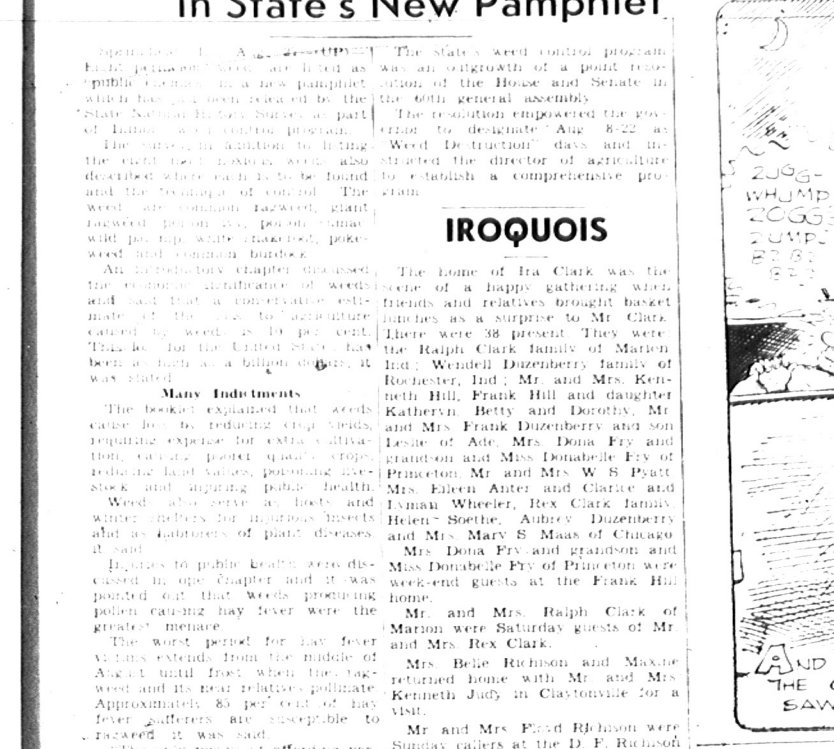 In State's New Pamphlet
are listed as
"public in a new pamphlet
which has been released by the
State Natural History Survey as part
of control program.
The survey, in addition to listing
the eight most noxious weeds also
described where each is to be found
and the technique of control. The
weeds are common ragweed, giant
ragweed, poison ivy, poison sumac,
wild parsnip, white snakeroot, poke-
weed and common burdock.
An introductory chapter discussed
the economic significance of weeds
and said that a conservative esti-
mate of the loss to agriculture
caused by weeds is 10 per cent.
This loss for the United States has
been as high as a billion dollars, it
was stated.
Many Indictments
The booklet explained that weeds
cause loss by reducing crop yields,
requiring expense for extra cultiva-
tion, causing poorer quality crops,
reducing land values, poisoning live-
stock and injuring public health.
Weeds also serve as hosts and
winter shelters for injurious insects
and as harborers of plant diseases,
it said.
Injuries to public health were dis-
cussed in one chapter and it was
pointed out that weeds producing
pollen causing hay fever were the
greatest menace.
The worst period for hay fever
victims extends from the middle of
August until frost when the rag-
weed and its near relatives pollinate.
Approximately 85 per cent of hay
fever sufferers are susceptible to
ragweed it was said.
The state's weed control program
was an outgrowth of a point reso-
lution of the House and Senate in
the 60th general assembly
The resolution empowered the gov-
ernor to designate Aug 8-22 as
"Weed Destruction" days and in-
structed the director of agriculture
to establish a comprehensive pro-
gram
IROQUOIS
The home of Ira Clark was the
scene of a happy gathering when
friends and relatives brought basket
lunches as a surprise to Mr Clark
There were 38 present They were
the Ralph Clark family of Marion
Ind; Wendell Duzenberry family of
Rochester, Ind; Mr. and Mrs. Ken-
neth Hill, Frank Hill and daughter
Katheryn, Betty and Dorothy, Mr
and Mrs Frank Duzenberry and son
Leslie of Ade, Mrs. Dona Fry and
grandson and Miss Donabelle Fry of
Princeton, Mr and Mrs W S Pyatt
Mrs. Eileen Anter and Clarice and
Lyman Wheeler, Rex Clark family,
Helen Soethe, Aubrey Duzenberry
and Mrs Mary S Maas of Chicago
Mrs Dona Fry and grandson and
Miss Donabelle Fry of Princeton were
week-end guests at the Frank Hill
home.
Mr. and Mrs. Ralph Clark of
Marion were Saturday guests of Mr
and Mrs. Rex Clark.
Mrs. Belle Richison and Maxine
returned home with Mr and Mrs
Kenneth Judy in Claytonville for a
visit.
Mr and Mrs Floyd Richison were
Sunday callers at the D. F. Richison
ZUGG-
WHUMP
ZOGG
ZUMP-
BZBZ
BZZ
AND
THE
SAW